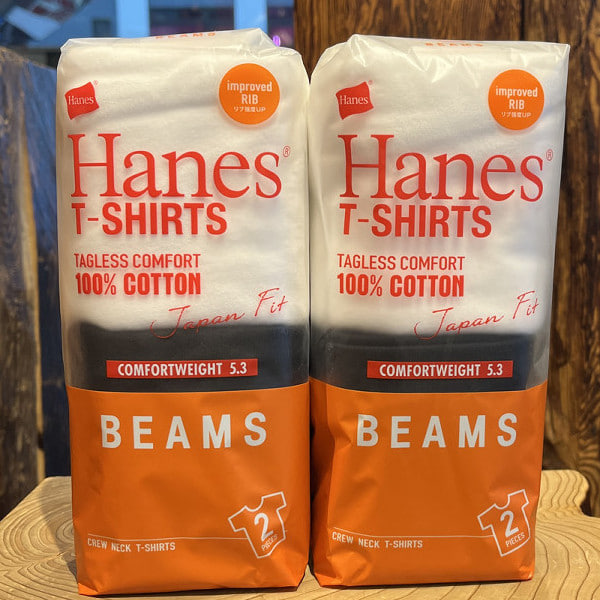 BEAMS
Hanes
improved
RIB
リブ強度UP
Hanes®
T-SHIRTS
TAGLESS COMFORT
100% COTTON
Japan Fit
COMFORTWEIGHT 5.3
BEAMS
2
PIECES
CREW NECK T-SHIRTS
BEAMS
Hanes
improved
RIB
リブ強度UP
Hanes®
T-SHIRTS
TAGLESS COMFORT
100% COTTON
Japan Fit
COMFORTWEIGHT 5.3
BEAMS
2
PIECES
CREW NECK T-SHIRTS